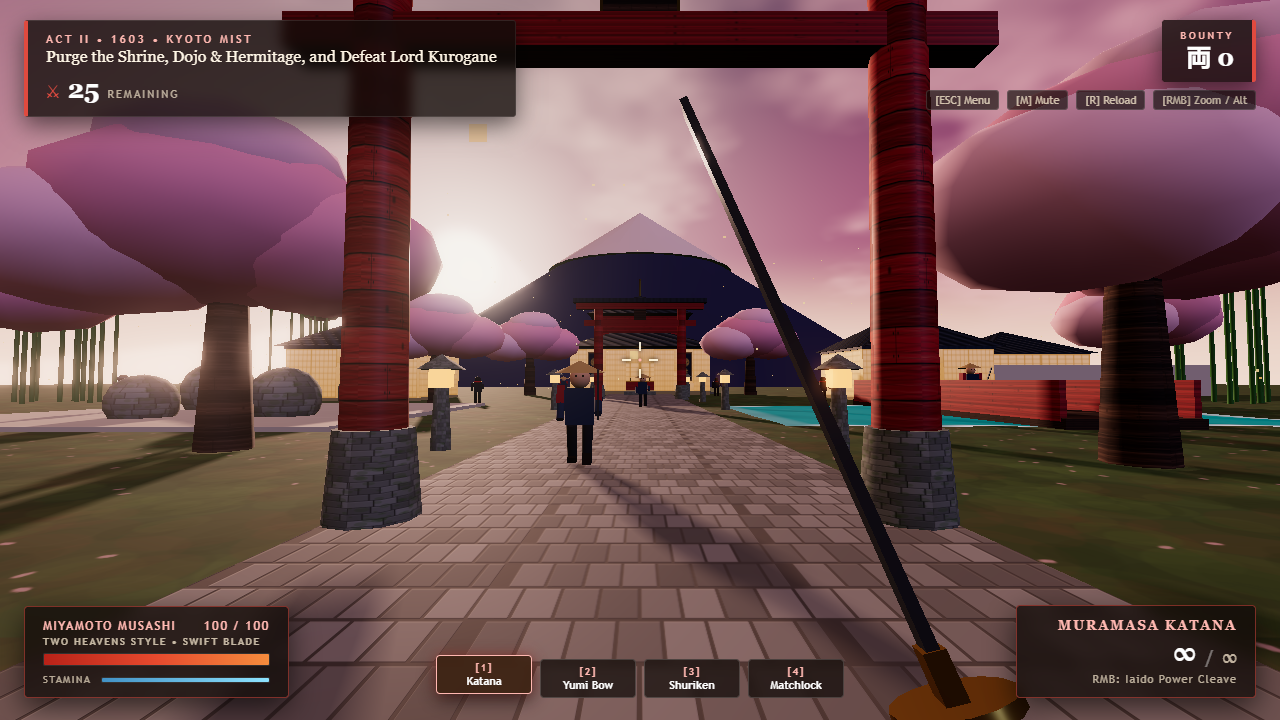 ACT II • 1603 • KYOTO MIST
Purge the Shrine, Dojo & Hermitage, and Defeat Lord Kurogane
⚔ 25 REMAINING
BOUNTY
両 0
[ESC] Menu
[M] Mute
[R] Reload
[RMB] Zoom / Alt
MIYAMOTO MUSASHI 100 / 100
TWO HEAVENS STYLE • SWIFT BLADE
STAMINA
[1]
Katana
[2]
Yumi Bow
[3]
Shuriken
[4]
Matchlock
MURAMASA KATANA
∞ / ∞
RMB: Iaido Power Cleave